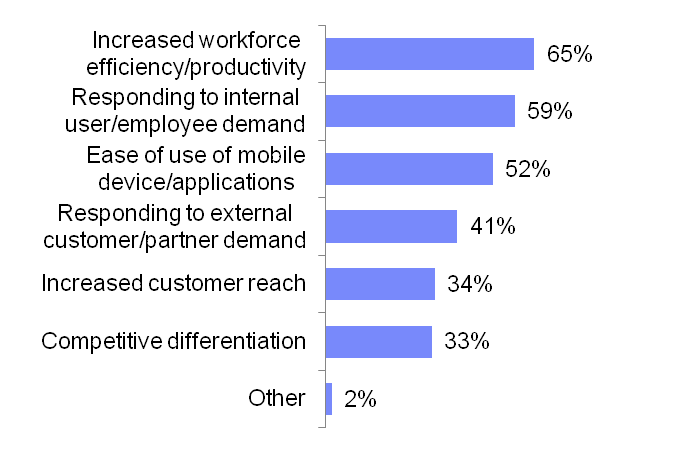 Increased workforce
efficiency/productivity
65%
Responding to internal
user/employee demand
59%
Ease of use of mobile
device/applications
52%
Responding to external
customer/partner demand
41%
Increased customer reach
34%
Competitive differentiation
33%
Other
2%